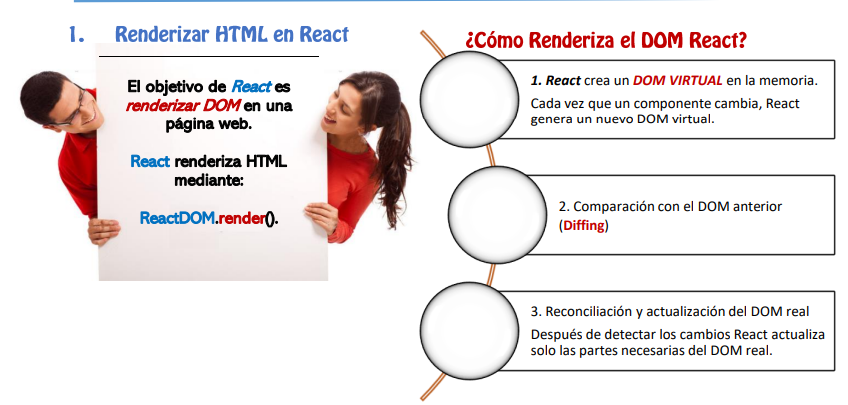 1. Renderizar HTML en React
El objetivo de React es
renderizar DOM en una
página web.
React renderiza HTML
mediante:
ReactDOM.render().
¿Cómo Renderiza el DOM React?
1. React crea un DOM VIRTUAL en la memoria.
Cada vez que un componente cambia, React
genera un nuevo DOM virtual.
2. Comparación con el DOM anterior
(Diffing)
3. Reconciliación y actualización del DOM real
Después de detectar los cambios React actualiza
solo las partes necesarias del DOM real.